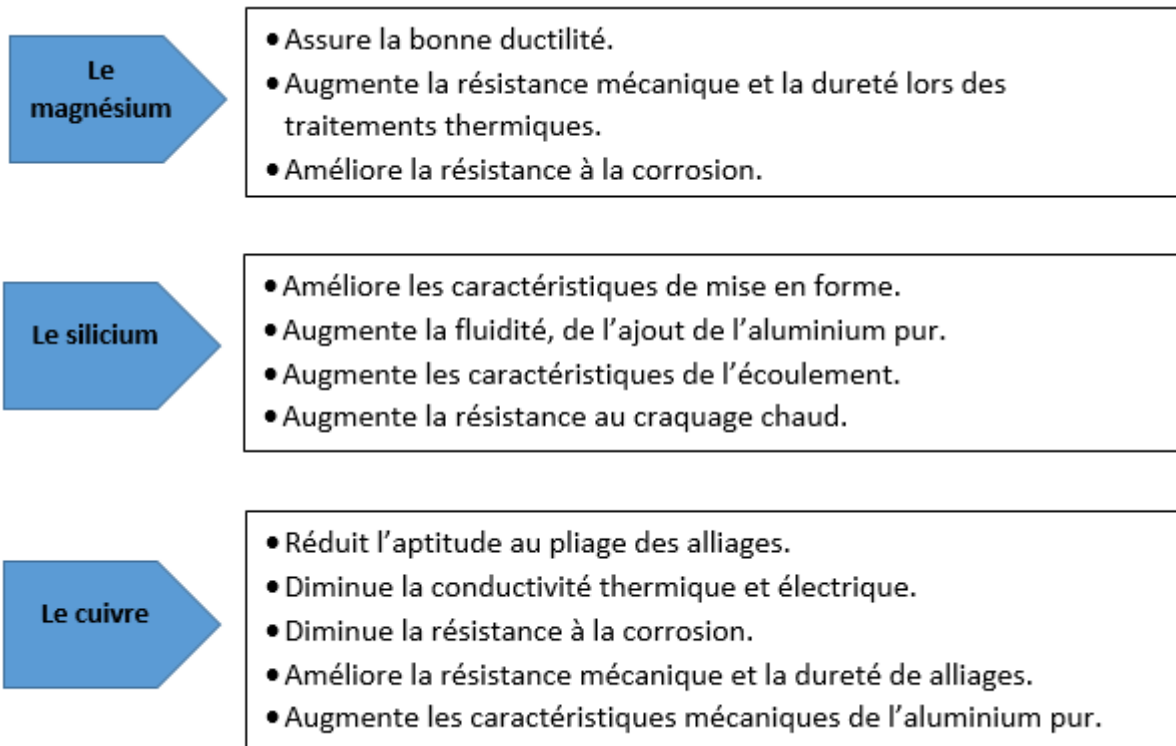 Le
magnésium
•Assure la bonne ductilité.
•Augmente la résistance mécanique et la dureté lors des
traitements thermiques.
•Améliore la résistance à la corrosion.
Le silicium
•Améliore les caractéristiques de mise en forme.
•Augmente la fluidité, de l’ajout de l’aluminium pur.
•Augmente les caractéristiques de l’écoulement.
•Augmente la résistance au craquage chaud.
Le cuivre
•Réduit l’aptitude au pliage des alliages.
•Diminue la conductivité thermique et électrique.
•Diminue la résistance à la corrosion.
•Améliore la résistance mécanique et la dureté de alliages.
•Augmente les caractéristiques mécaniques de l’aluminium pur.